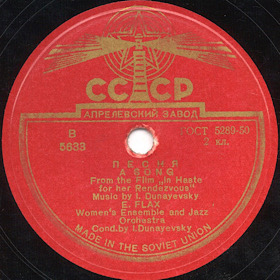 СССР
АПРЕЛЕВСКИЙ ЗАВОД
В
5633
ГОСТ 5289-50
2 кл.
ПЕСНЯ
A SONG
From the Film „in Haste
for her Rendezvous"
Music by I. Dunayevsky
E. FLAX
Women's Ensemble and Jazz
Orchestra
Cond. by I. Dunayevsky
MADE IN THE SOVIET UNION